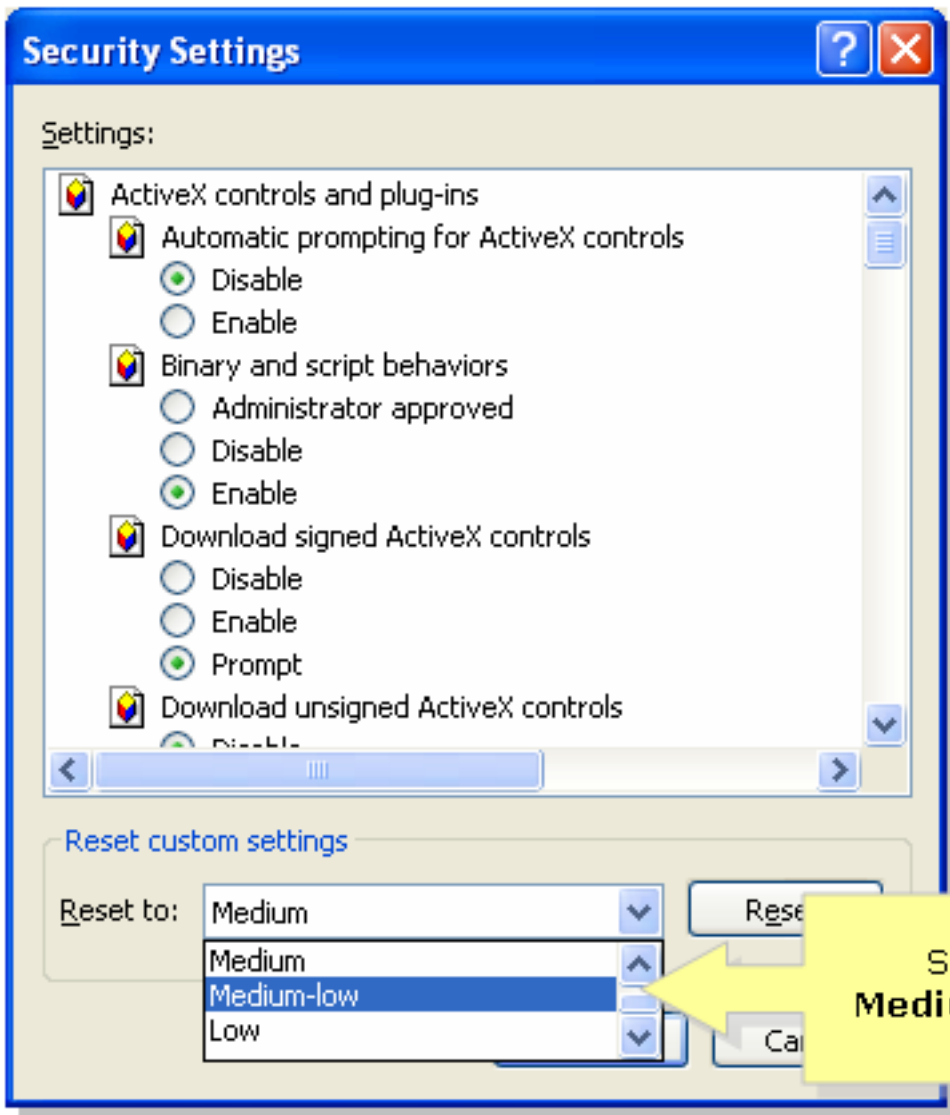 Security Settings
Settings:
ActiveX controls and plug-ins
Automatic prompting for ActiveX controls
Disable
Enable
Binary and script behaviors
Administrator approved
Disable
Enable
Download signed ActiveX controls
Disable
Enable
Prompt
Download unsigned ActiveX controls
Disable
Reset custom settings
Reset to: Medium
Medium
Medium-low
Low